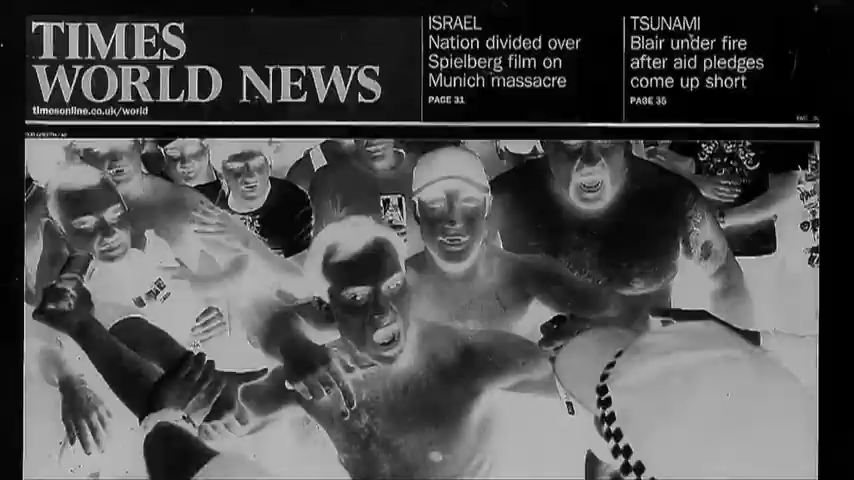 TIMES
WORLD NEWS
timesonline.co.uk/world
ISRAEL
Nation divided over
Spielberg film on
Munich massacre
PAGE 31
TSUNAMI
Blair under fire
after aid pledges
come up short
PAGE 35